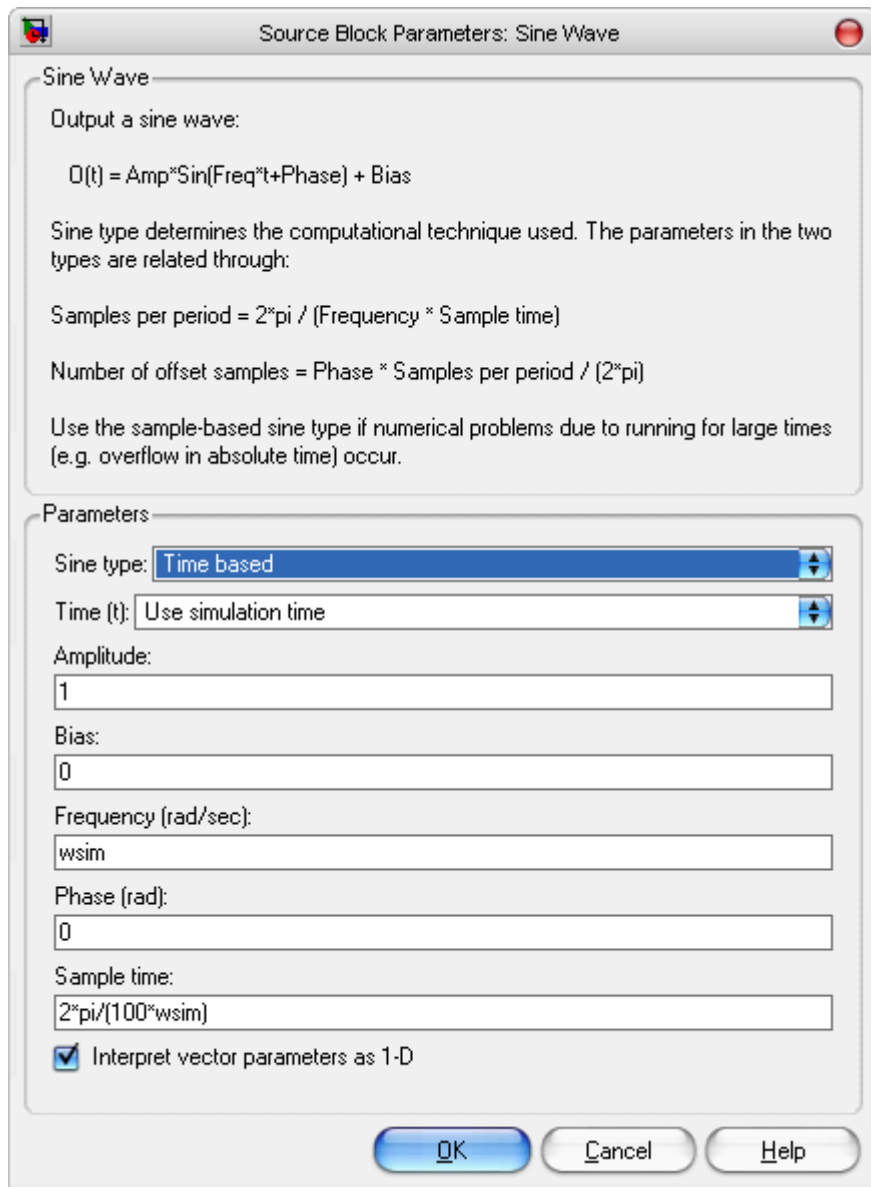 Source Block Parameters: Sine Wave
Sine Wave
Output a sine wave:
O(t) = Amp*Sin(Freq*t+Phase) + Bias
Sine type determines the computational technique used. The parameters in the two
types are related through:
Samples per period = 2*pi / (Frequency * Sample time)
Number of offset samples = Phase * Samples per period / (2*pi)
Use the sample-based sine type if numerical problems due to running for large times
(e.g. overflow in absolute time) occur.
Parameters
Sine type: Time based
Time (t): Use simulation time
Amplitude:
1
Bias:
0
Frequency (rad/sec):
wsim
Phase (rad):
0
Sample time:
2*pi/(100*wsim)
Interpret vector parameters as 1-D
OK Cancel Help